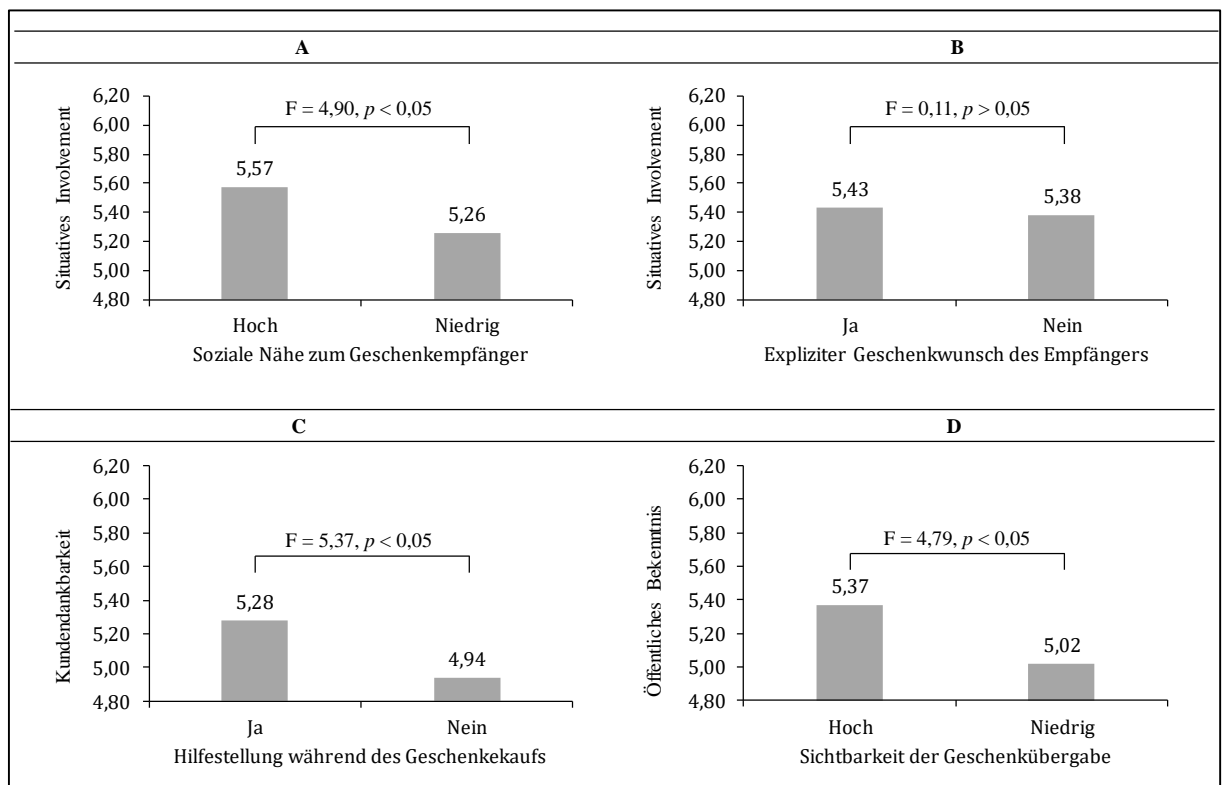 A
B
Situatives Involvement
6,20
6,00
5,80
5,60
5,40
5,20
5,00
4,80
F = 4,90, p < 0,05
5,57
5,26
Hoch
Niedrig
Soziale Nähe zum Geschenkempfänger
Situatives Involvement
6,20
6,00
5,80
5,60
5,40
5,20
5,00
4,80
F = 0,11, p > 0,05
5,43
5,38
Ja
Nein
Expliziter Geschenkwunsch des Empfängers
C
D
Kundendankbarkeit
6,20
6,00
5,80
5,60
5,40
5,20
5,00
4,80
F = 5,37, p < 0,05
5,28
4,94
Ja
Nein
Hilfestellung während des Geschenkekaufs
Öffentliches Bekenntnis
6,20
6,00
5,80
5,60
5,40
5,20
5,00
4,80
F = 4,79, p < 0,05
5,37
5,02
Hoch
Niedrig
Sichtbarkeit der Geschenkübergabe